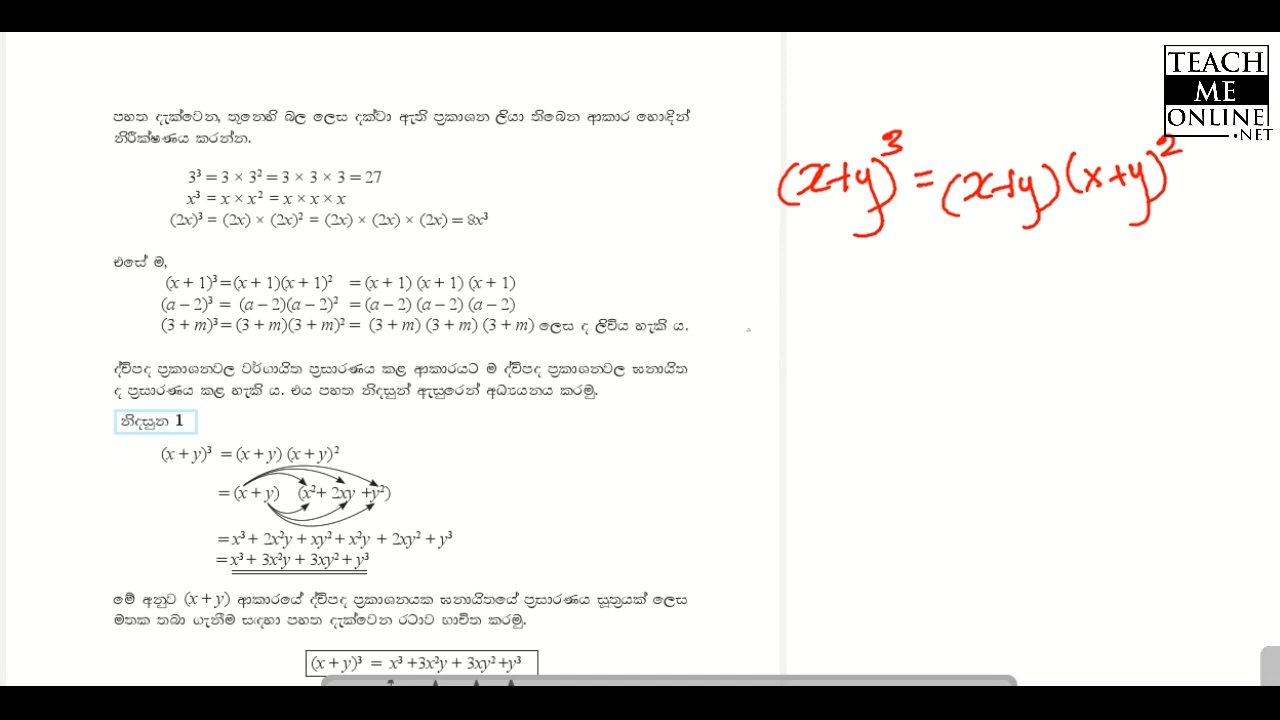 පහත දැක්වෙන, තුනෙහි බල ලෙස දක්වා ඇති ප්‍රකාශන ලියා තිබෙන ආකාර හොඳින්
නිරීක්ෂණය කරන්න.
3³ = 3 × 3² = 3 × 3 × 3 = 27
x³ = x × x² = x × x × x
(2x)³ = (2x) × (2x)² = (2x) × (2x) × (2x) = 8x³
එසේ ම,
(x + 1)³ = (x + 1)(x + 1)² = (x + 1) (x + 1) (x + 1)
(a − 2)³ = (a − 2)(a − 2)² = (a − 2) (a − 2) (a − 2)
(3 + m)³ = (3 + m)(3 + m)² = (3 + m) (3 + m) (3 + m) ලෙස ද ලිවිය හැකි ය.
ද්විපද ප්‍රකාශනවල වර්ගායිත ප්‍රසාරණය කළ ආකාරයට ම ද්විපද ප්‍රකාශනවල ඝනායිත
ද ප්‍රසාරණය කළ හැකි ය. එය පහත නිදසුන් ඇසුරෙන් අධ්‍යයනය කරමු.
නිදසුන 1
(x + y)³ = (x + y) (x + y)²
= (x + y) (x² + 2xy + y²)
= x³ + 2x²y + xy² + x²y + 2xy² + y³
= x³ + 3x²y + 3xy² + y³
මේ අනුව (x + y) ආකාරයේ ද්විපද ප්‍රකාශනයක ඝනායිතයේ ප්‍රසාරණය සූත්‍රයක් ලෙස
මතක තබා ගැනීම සඳහා පහත දැක්වෙන රටාව භාවිත කරමු.
(x + y)³ = x³ + 3x²y + 3xy² + y³
(x+y)³ = (x+y)(x+y)²
TEACH
ME
ONLINE
.NET